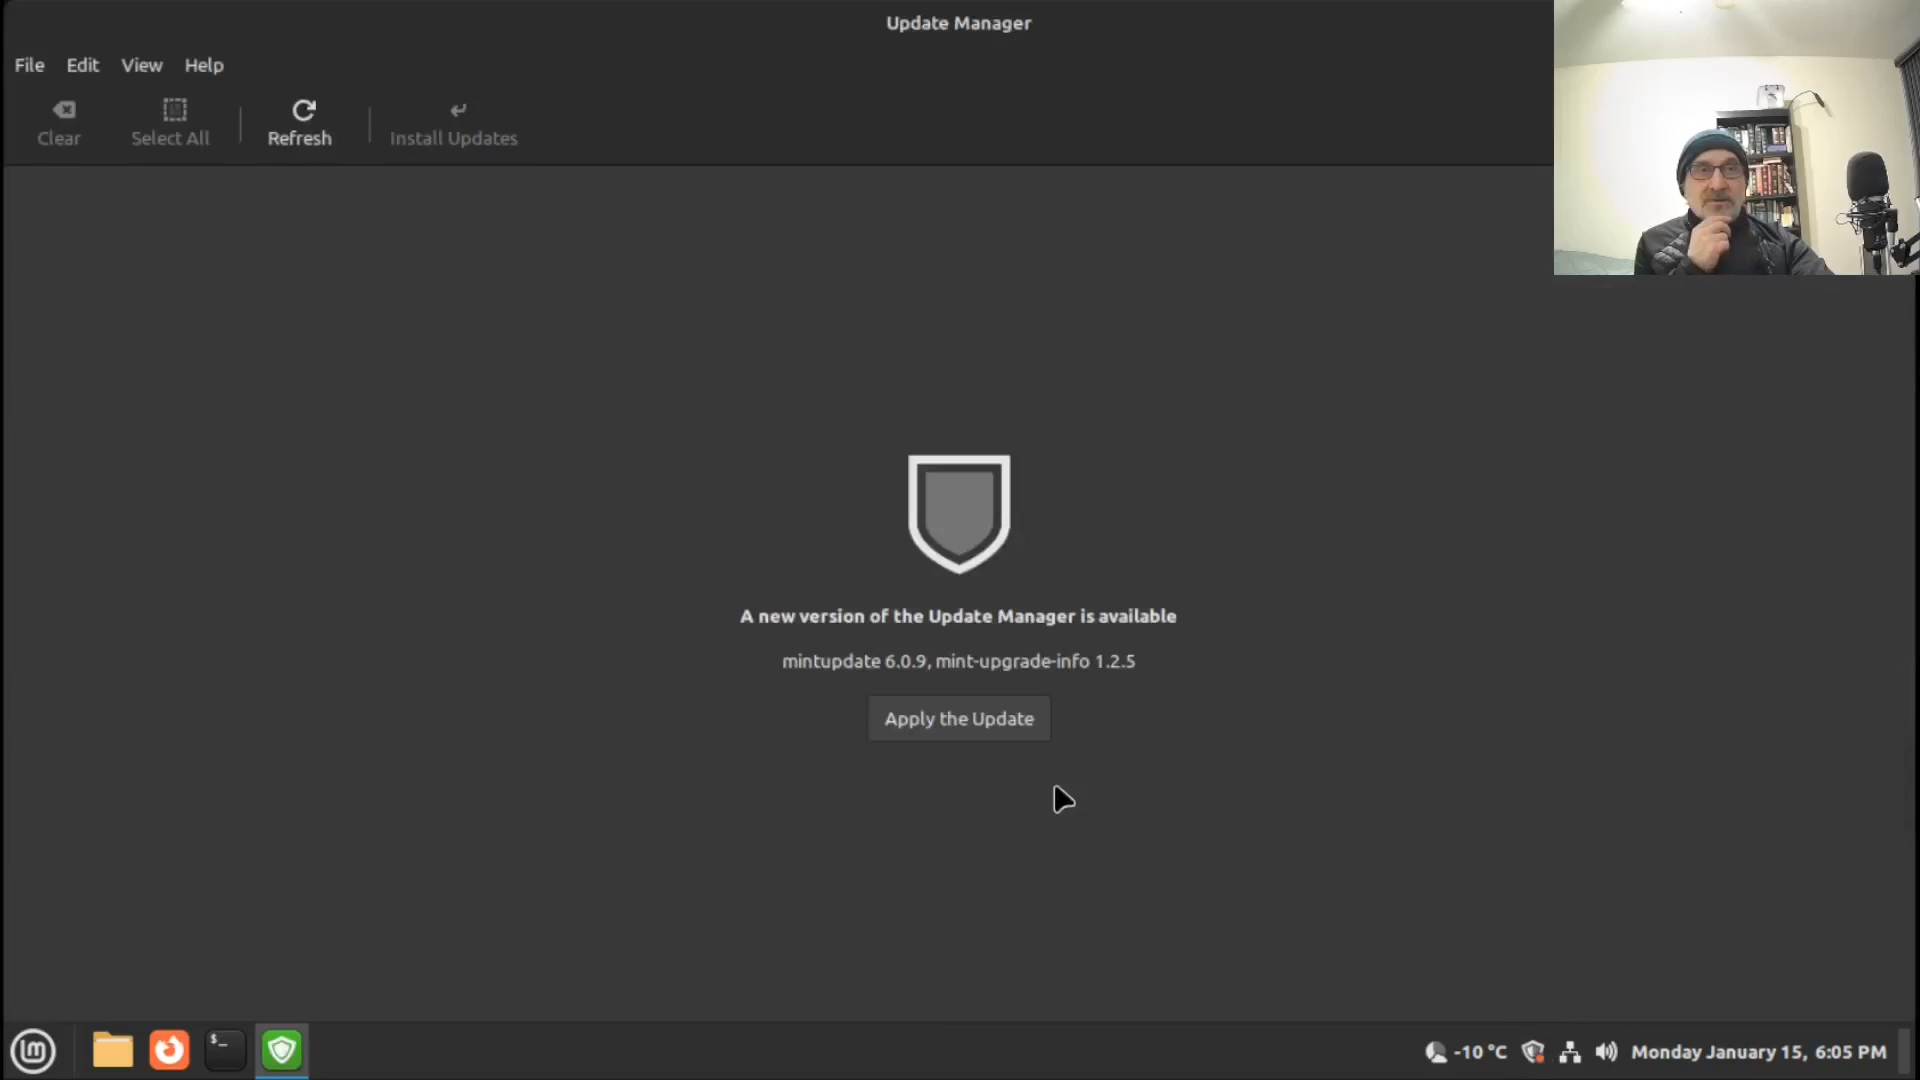 Update Manager
File Edit View Help
Clear Select All Refresh Install Updates
A new version of the Update Manager is available
mintupdate 6.0.9, mint-upgrade-info 1.2.5
Apply the Update
$_
-10 °C Monday January 15, 6:05 PM